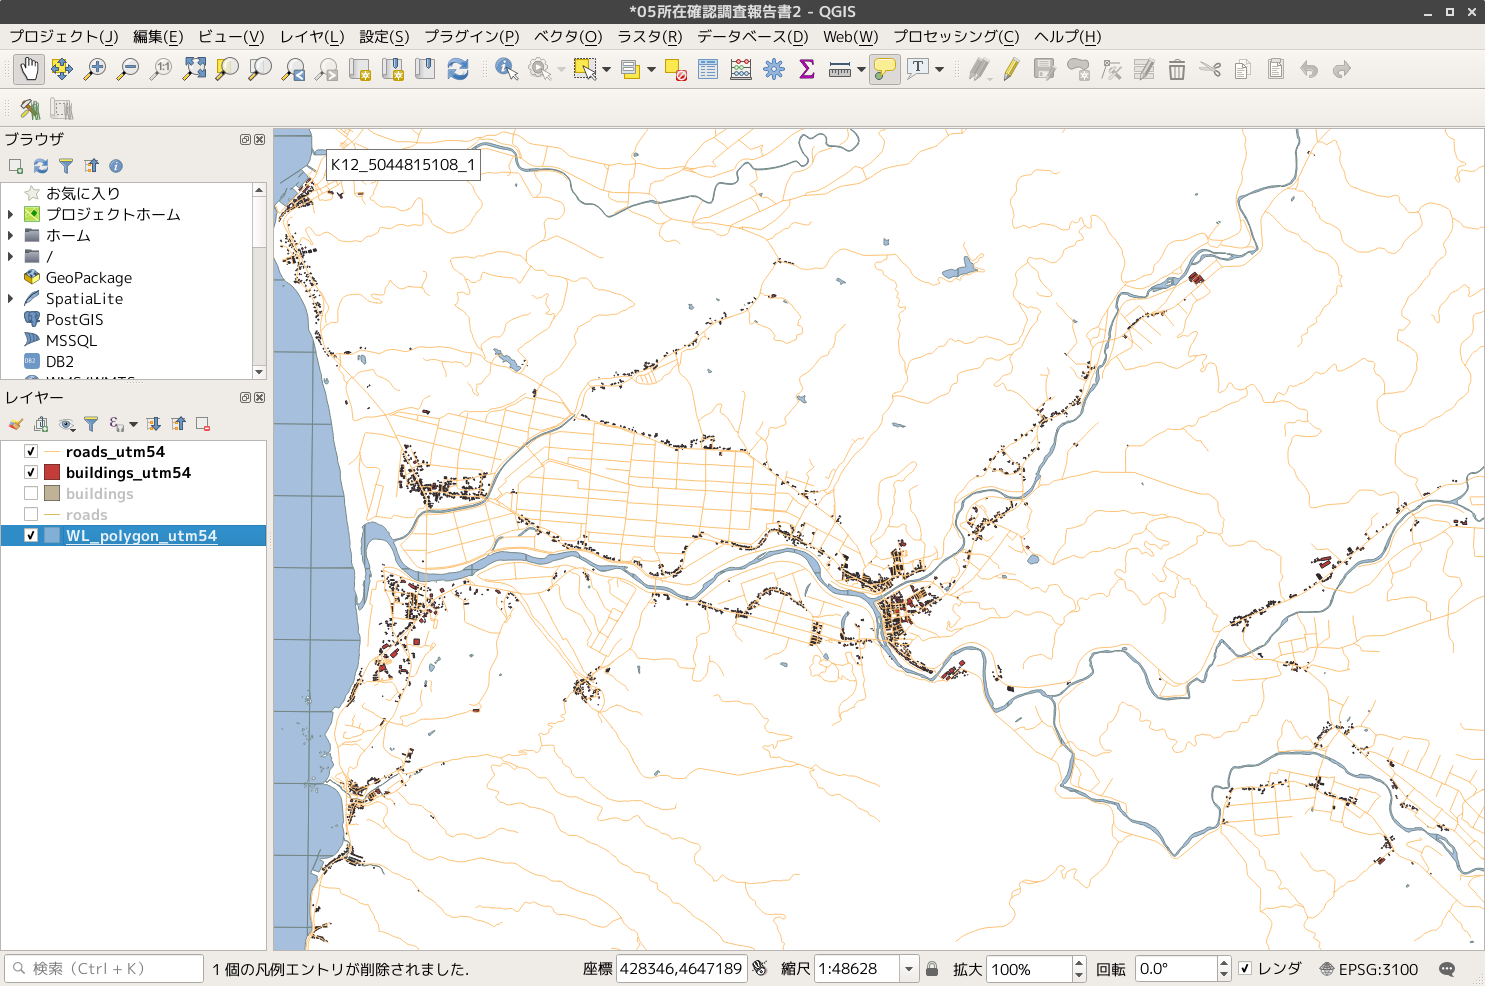 *05所在確認調査報告書2 - QGIS
プロジェクト(J) 編集(E) ビュー(V) レイヤ(L) 設定(S) プラグイン(P) ベクタ(O) ラスタ(R) データベース(D) Web(W) プロセッシング(C) ヘルプ(H)
1:1
T
ブラウザ
お気に入り
プロジェクトホーム
ホーム
/
GeoPackage
SpatiaLite
PostGIS
MSSQL
DB2
WMS/WMTS
レイヤー
roads_utm54
buildings_utm54
buildings
roads
WL_polygon_utm54
K12_5044815108_1
検索 (Ctrl + K)
1 個の凡例エントリが削除されました.
座標 428346,4647189 縮尺 1:48628 拡大 100% 回転 0.0° レンダ EPSG:3100